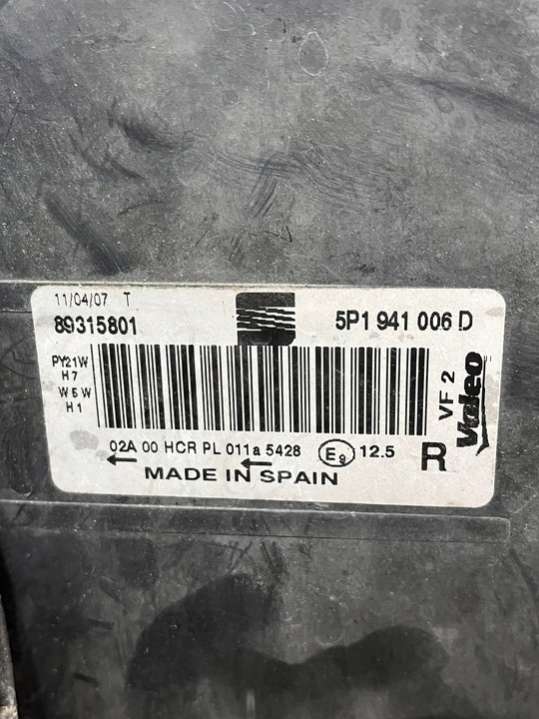 11/04/07 T
89315801
5P1 941 006 D
PY21W
H7
W5W
H1
VF 2
Valeo
02A 00 HCR PL 011a 5428 E9 12.5
R
MADE IN SPAIN